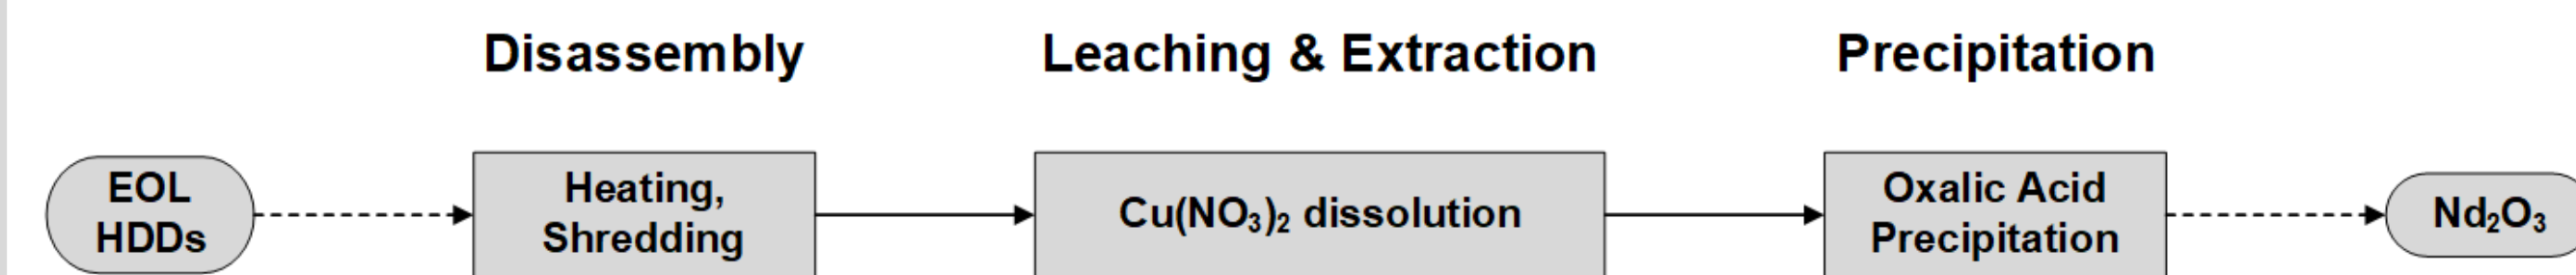 Disassembly
Leaching & Extraction
Precipitation
EOL
HDDs
Heating,
Shredding
Cu(NO₃)₂ dissolution
Oxalic Acid
Precipitation
Nd₂O₃